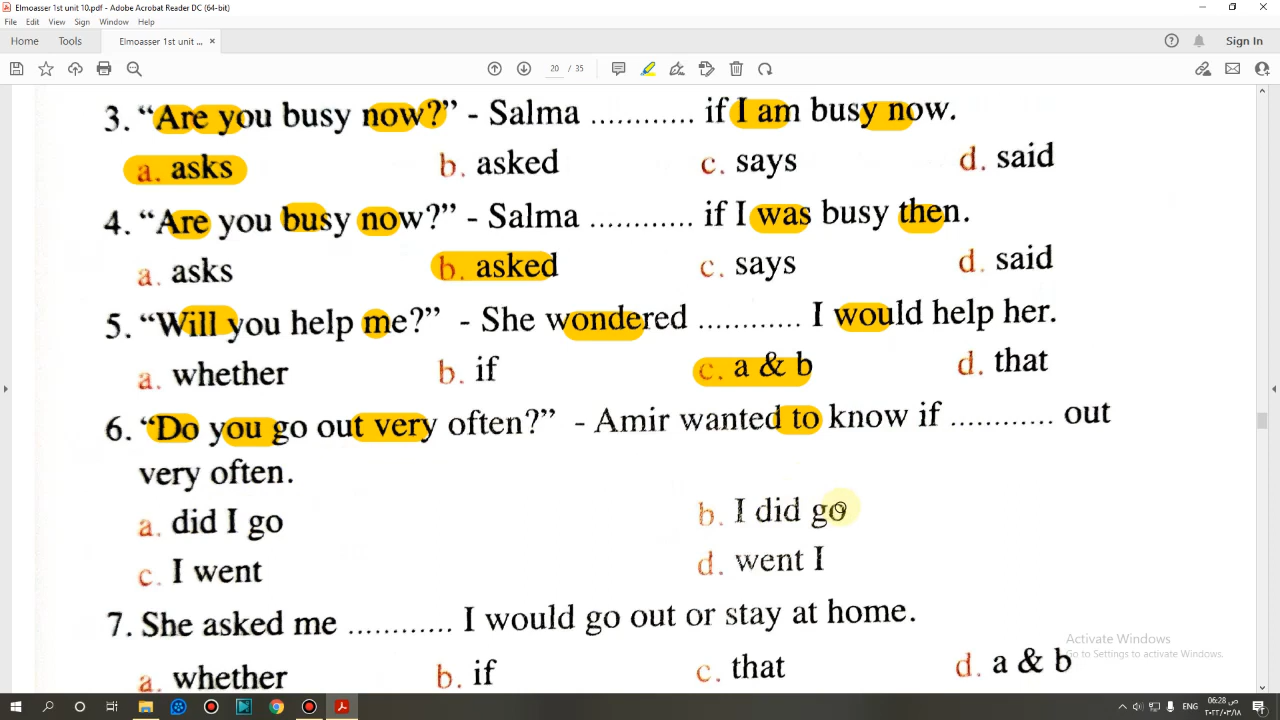 Elmoasser 1st unit 10.pdf - Adobe Acrobat Reader DC (64-bit)
File Edit View Sign Window Help
Home Tools Elmoasser 1st unit ... × Sign In
20 / 35
3. “Are you busy now?” - Salma ............ if I am busy now.
a. asks b. asked c. says d. said
4. “Are you busy now?” - Salma ............ if I was busy then.
a. asks b. asked c. says d. said
5. “Will you help me?” - She wondered ............ I would help her.
a. whether b. if c. a & b d. that
6. “Do you go out very often?” - Amir wanted to know if ............ out
very often.
a. did I go b. I did go
c. I went d. went I
7. She asked me ............ I would go out or stay at home.
a. whether b. if c. that d. a & b
Activate Windows
Go to Settings to activate Windows.
ENG 06:28 ص
٢٠٢٢/٠٣/١٨